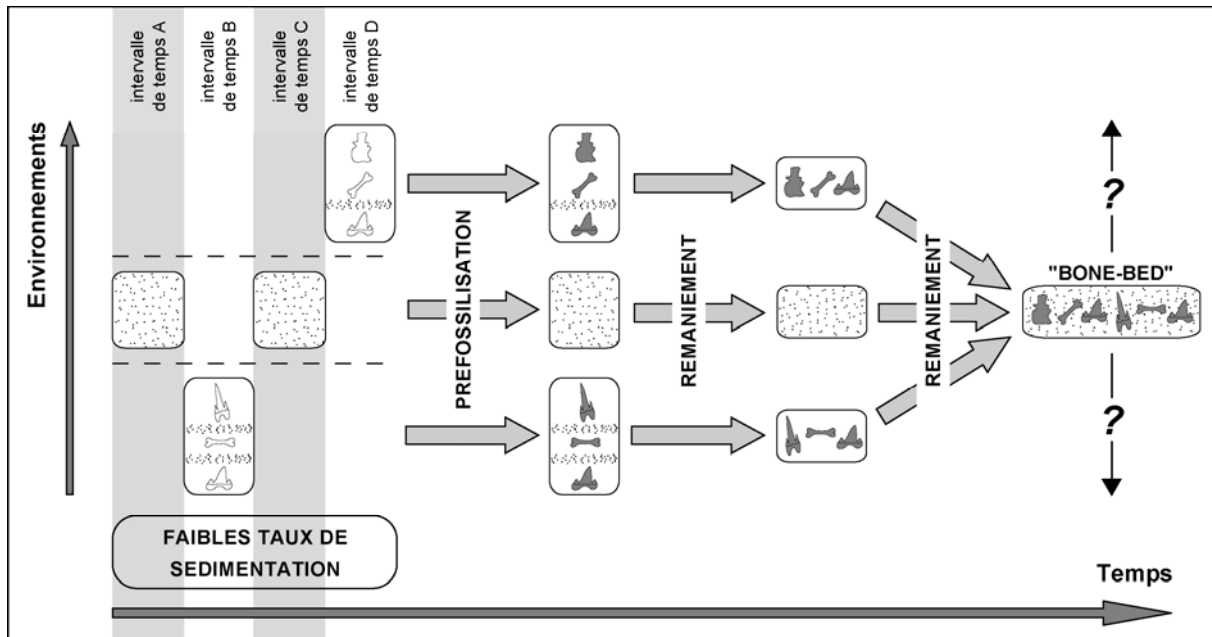 intervalle
de temps A
intervalle
de temps B
intervalle
de temps C
intervalle
de temps D
Environnements
PREFOSSILISATION
REMANIEMENT
REMANIEMENT
?
"BONE-BED"
?
FAIBLES TAUX DE
SEDIMENTATION
Temps